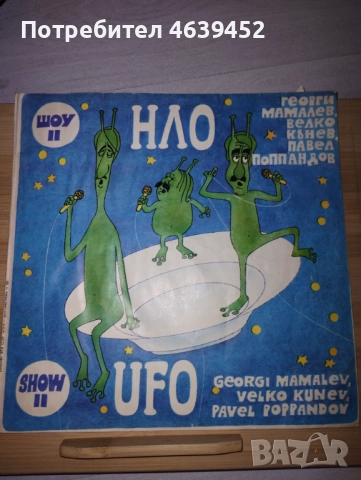 Потребител 4639452
ШОУ
II
НЛО
ГЕОРГИ
МАМАЛЕВ,
ВЕЛКО
КЪНЕВ,
ПАВЕЛ
ПОППАНДОВ
SHOW
II
UFO
GEORGI MAMALEV,
VELKO KUNEV,
PAVEL POPPANDOV
BAZAR